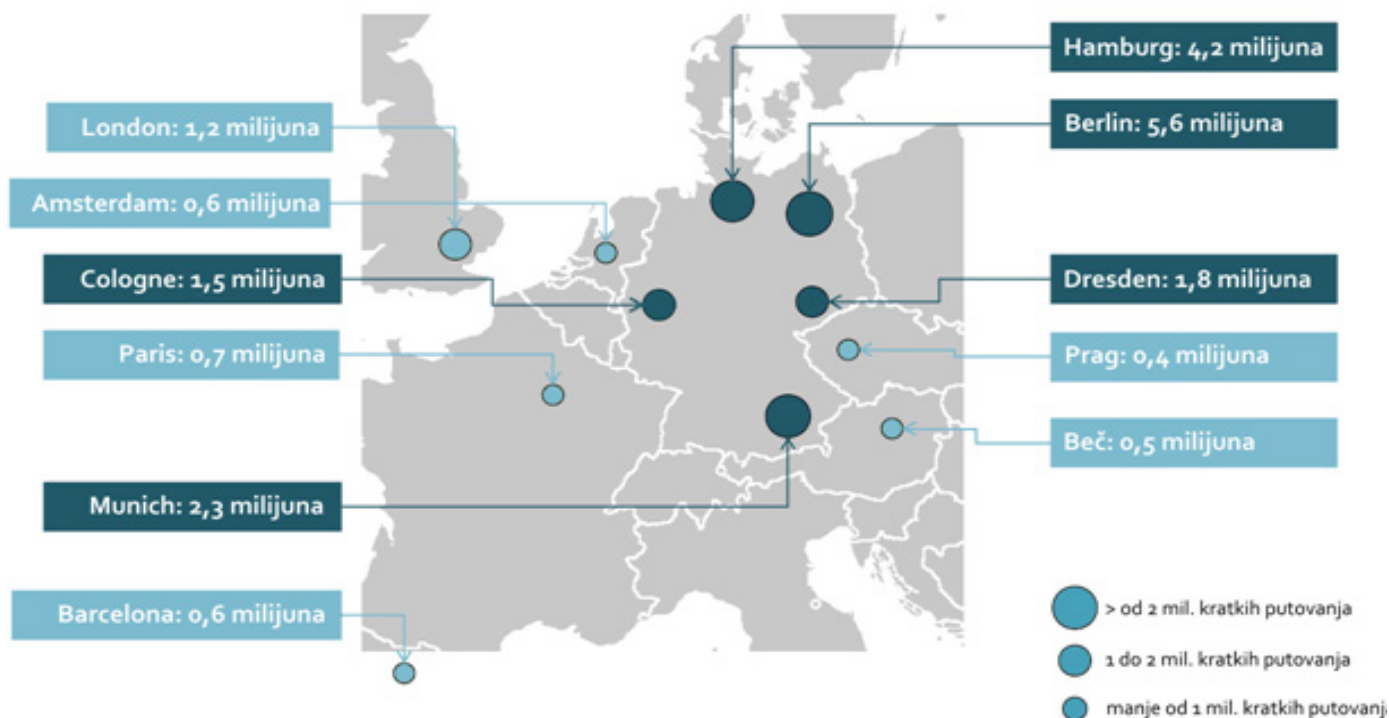 Hamburg: 4,2 milijuna
Berlin: 5,6 milijuna
London: 1,2 milijuna
Amsterdam: 0,6 milijuna
Cologne: 1,5 milijuna
Dresden: 1,8 milijuna
Paris: 0,7 milijuna
Prag: 0,4 milijuna
Beč: 0,5 milijuna
Munich: 2,3 milijuna
Barcelona: 0,6 milijuna
> od 2 mil. kratkih putovanja
1 do 2 mil. kratkih putovanja
manje od 1 mil. kratkih putovanja